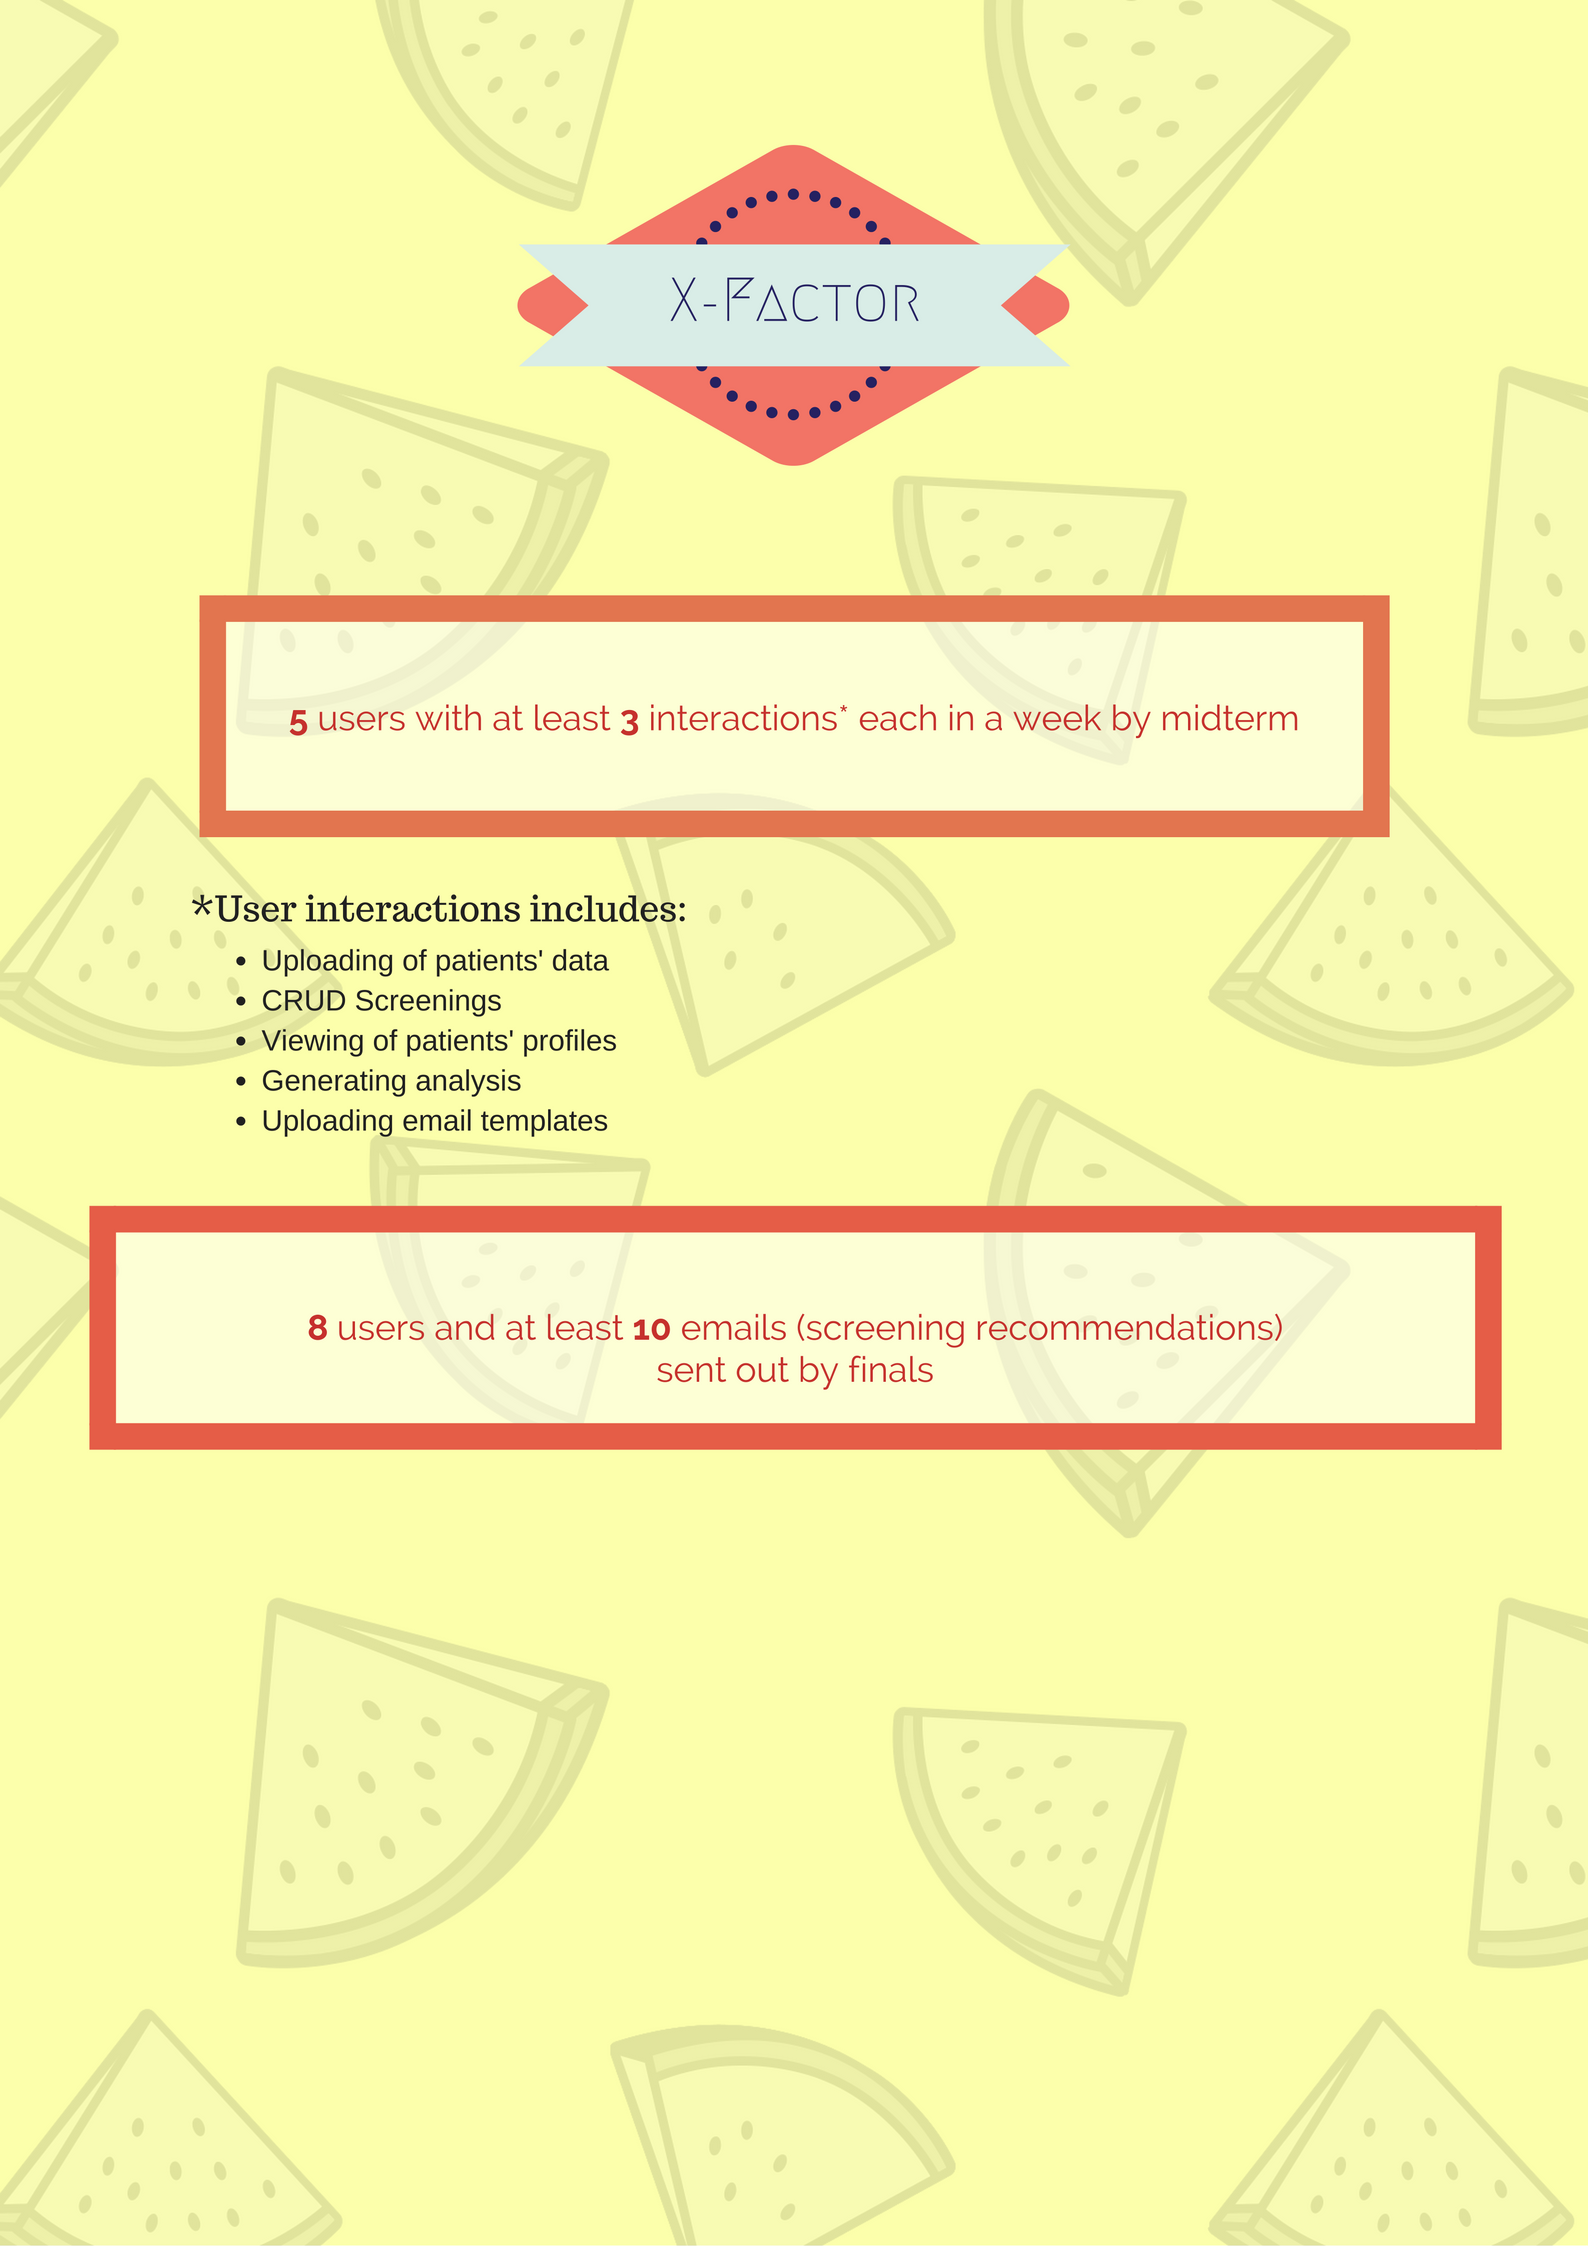 X-Factor
5 users with at least 3 interactions* each in a week by midterm
*User interactions includes:
• Uploading of patients' data
• CRUD Screenings
• Viewing of patients' profiles
• Generating analysis
• Uploading email templates
8 users and at least 10 emails (screening recommendations)
sent out by finals